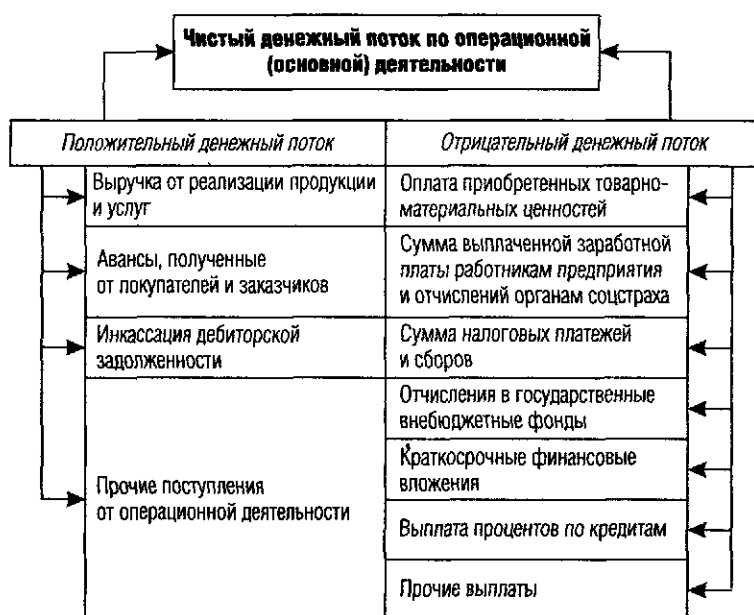 Чистый денежный поток по операционной
(основной) деятельности
Положительный денежный поток
Отрицательный денежный поток
Выручка от реализации продукции
и услуг
Оплата приобретенных товарно-
материальных ценностей
Авансы, полученные
от покупателей и заказчиков
Сумма выплаченной заработной
платы работникам предприятия
и отчислений органам соцстраха
Инкассация дебиторской
задолженности
Сумма налоговых платежей
и сборов
Прочие поступления
от операционной деятельности
Отчисления в государственные
внебюджетные фонды
Краткосрочные финансовые
вложения
Выплата процентов по кредитам
Прочие выплаты